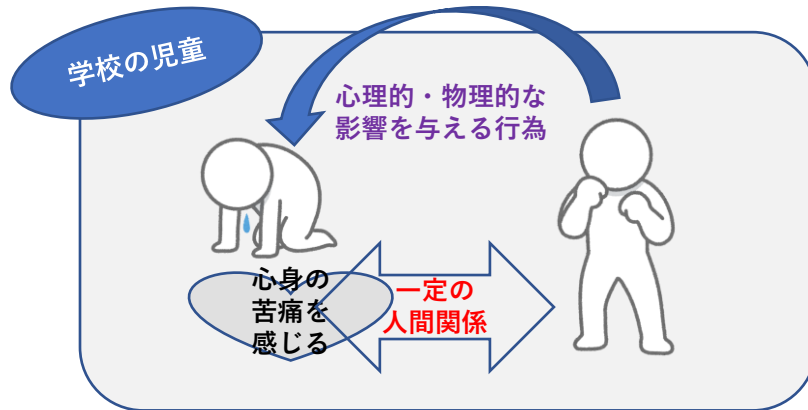 学校の児童
心理的・物理的な
影響を与える行為
心身の
苦痛を
感じる
一定の
人間関係